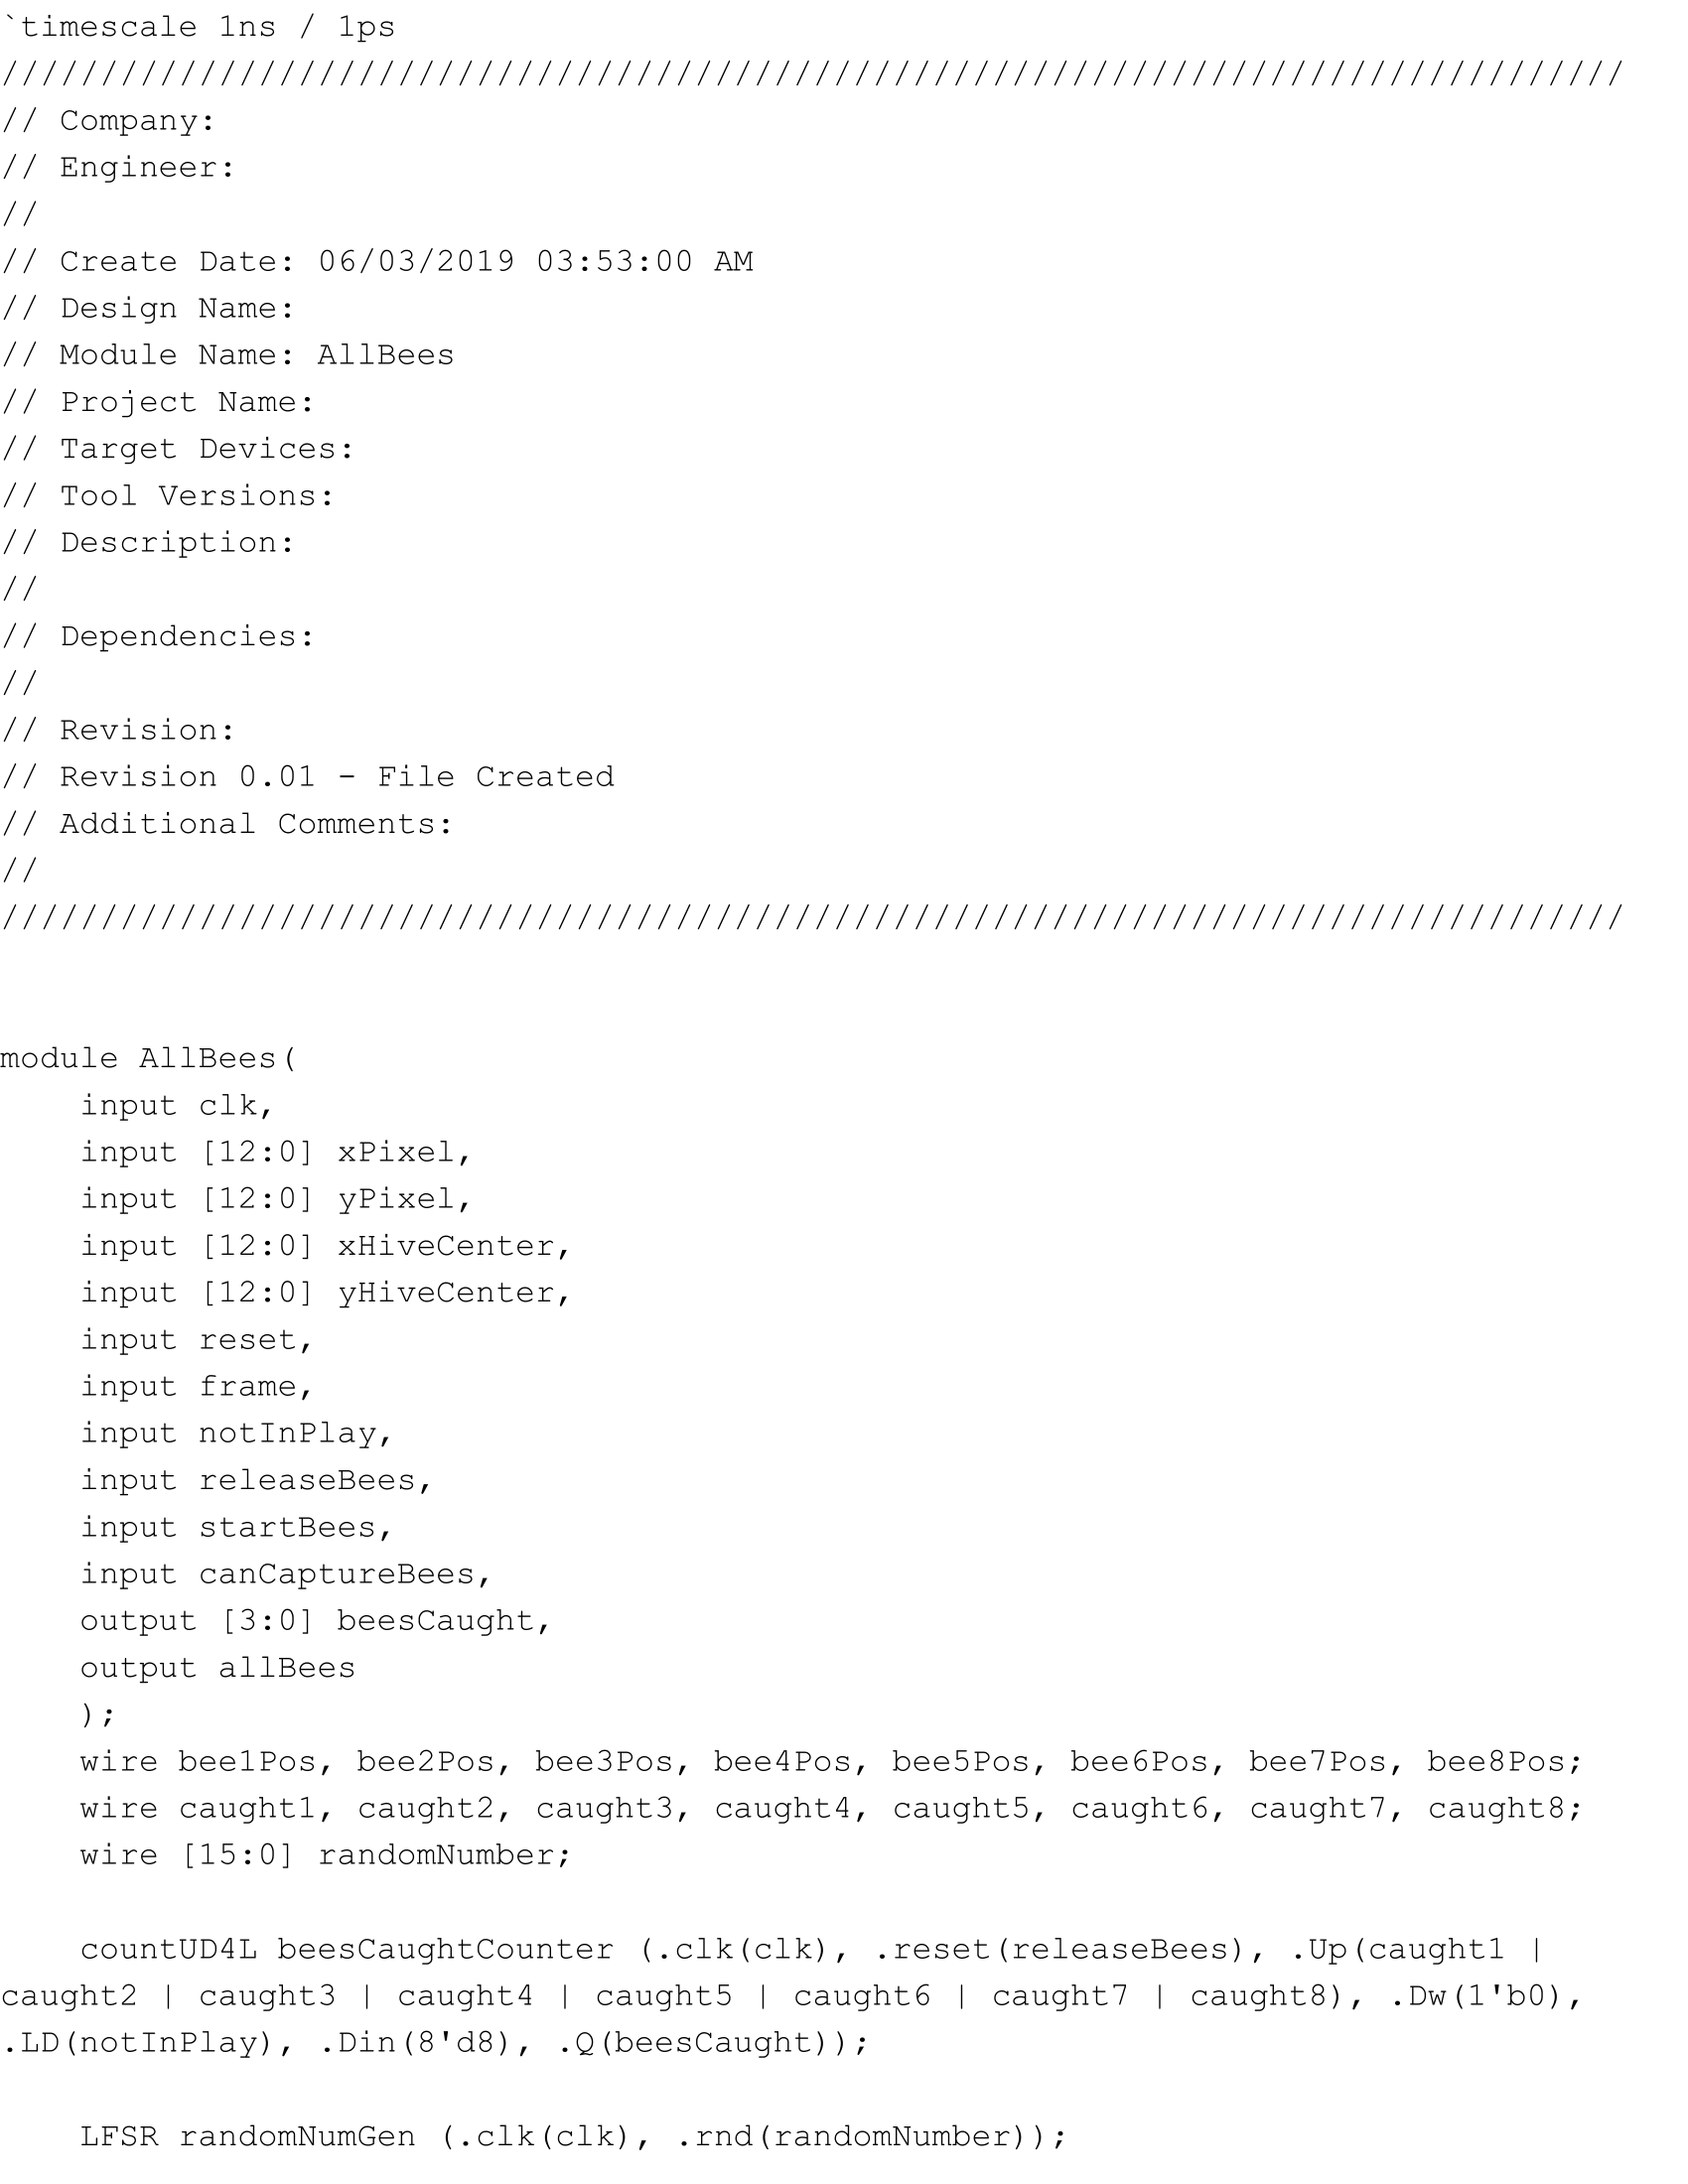 `timescale 1ns / 1ps
//////////////////////////////////////////////////////////////////////////////////
// Company:
// Engineer:
//
// Create Date: 06/03/2019 03:53:00 AM
// Design Name:
// Module Name: AllBees
// Project Name:
// Target Devices:
// Tool Versions:
// Description:
//
// Dependencies:
//
// Revision:
// Revision 0.01 - File Created
// Additional Comments:
//
//////////////////////////////////////////////////////////////////////////////////
module AllBees(
    input clk,
    input [12:0] xPixel,
    input [12:0] yPixel,
    input [12:0] xHiveCenter,
    input [12:0] yHiveCenter,
    input reset,
    input frame,
    input notInPlay,
    input releaseBees,
    input startBees,
    input canCaptureBees,
    output [3:0] beesCaught,
    output allBees
    );
    wire bee1Pos, bee2Pos, bee3Pos, bee4Pos, bee5Pos, bee6Pos, bee7Pos, bee8Pos;
    wire caught1, caught2, caught3, caught4, caught5, caught6, caught7, caught8;
    wire [15:0] randomNumber;
    countUD4L beesCaughtCounter (.clk(clk), .reset(releaseBees), .Up(caught1 |
caught2 | caught3 | caught4 | caught5 | caught6 | caught7 | caught8), .Dw(1'b0),
.LD(notInPlay), .Din(8'd8), .Q(beesCaught));
    LFSR randomNumGen (.clk(clk), .rnd(randomNumber));